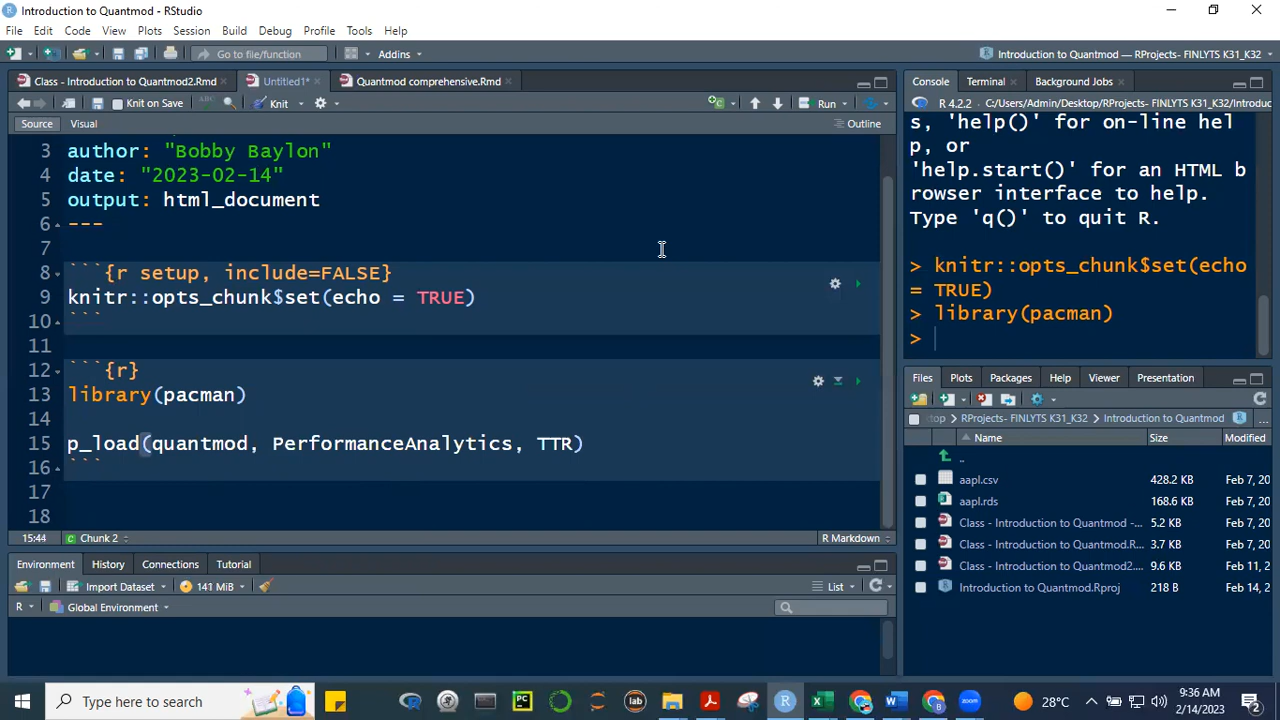 Introduction to Quantmod - RStudio
File Edit Code View Plots Session Build Debug Profile Tools Help
Go to file/function
Addins
Introduction to Quantmod — RProjects- FINLYTS K31_K32
Class - Introduction to Quantmod2.Rmd
Untitled1*
Quantmod comprehensive.Rmd
Knit on Save
ABC
Knit
Run
Source
Visual
Outline
3 author: "Bobby Baylon"
4 date: "2023-02-14"
5 output: html_document
6 ---
7
8 ```{r setup, include=FALSE}
9 knitr::opts_chunk$set(echo = TRUE)
10 ```
11
12 ```{r}
13 library(pacman)
14
15 p_load(quantmod, PerformanceAnalytics, TTR)
16 ```
17
18
15:44
Chunk 2
R Markdown
Environment
History
Connections
Tutorial
Import Dataset
141 MiB
List
R
Global Environment
Console
Terminal
Background Jobs
R 4.2.2 · C:/Users/Admin/Desktop/RProjects- FINLYTS K31_K32/Introduc
s, 'help()' for on-line hel
p, or
'help.start()' for an HTML b
rowser interface to help.
Type 'q()' to quit R.
> knitr::opts_chunk$set(echo
= TRUE)
> library(pacman)
>
Files
Plots
Packages
Help
Viewer
Presentation
top
RProjects- FINLYTS K31_K32
Introduction to Quantmod
...
Name
Size
Modified
..
aapl.csv 428.2 KB Feb 7, 20
aapl.rds 168.6 KB Feb 7, 20
Class - Introduction to Quantmod -... 5.2 KB Feb 7, 20
Class - Introduction to Quantmod.R... 3.7 KB Feb 7, 20
Class - Introduction to Quantmod2.... 9.6 KB Feb 11, 2
Introduction to Quantmod.Rproj 218 B Feb 14, 2
Type here to search
PC
lab
R
zoom
28°C
9:36 AM
2/14/2023
2